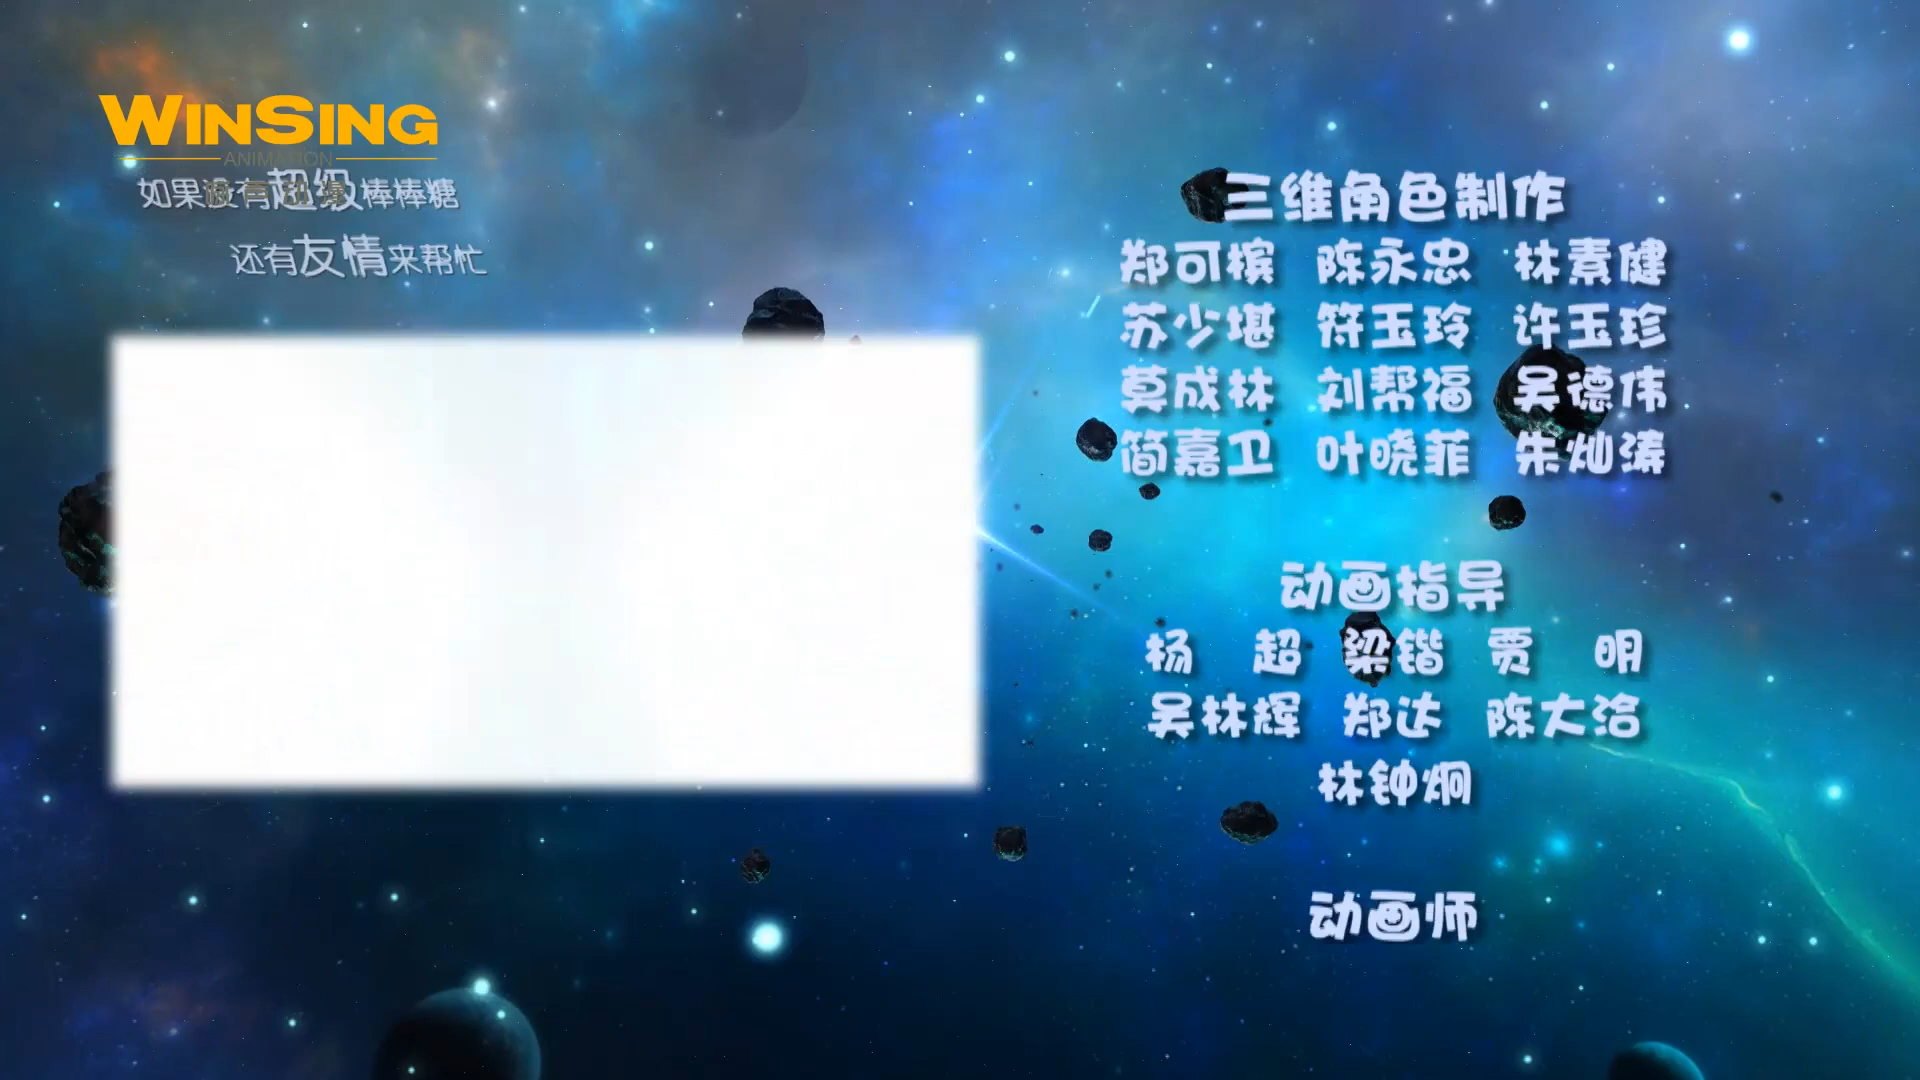 WINSING
ANIMATION
如果没有超级棒棒糖
还有友情来帮忙
三维角色制作
郑可槟 陈永忠 林素健
苏少堪 符玉玲 许玉珍
莫成林 刘帮福 吴德伟
简嘉卫 叶晓菲 朱灿涛
动画指导
杨 超 梁锴 贾 明
吴林辉 郑达 陈大洽
林钟炯
动画师